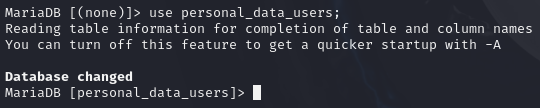 MariaDB [(none)]> use personal_data_users;
Reading table information for completion of table and column names
You can turn off this feature to get a quicker startup with -A
Database changed
MariaDB [personal_data_users]>